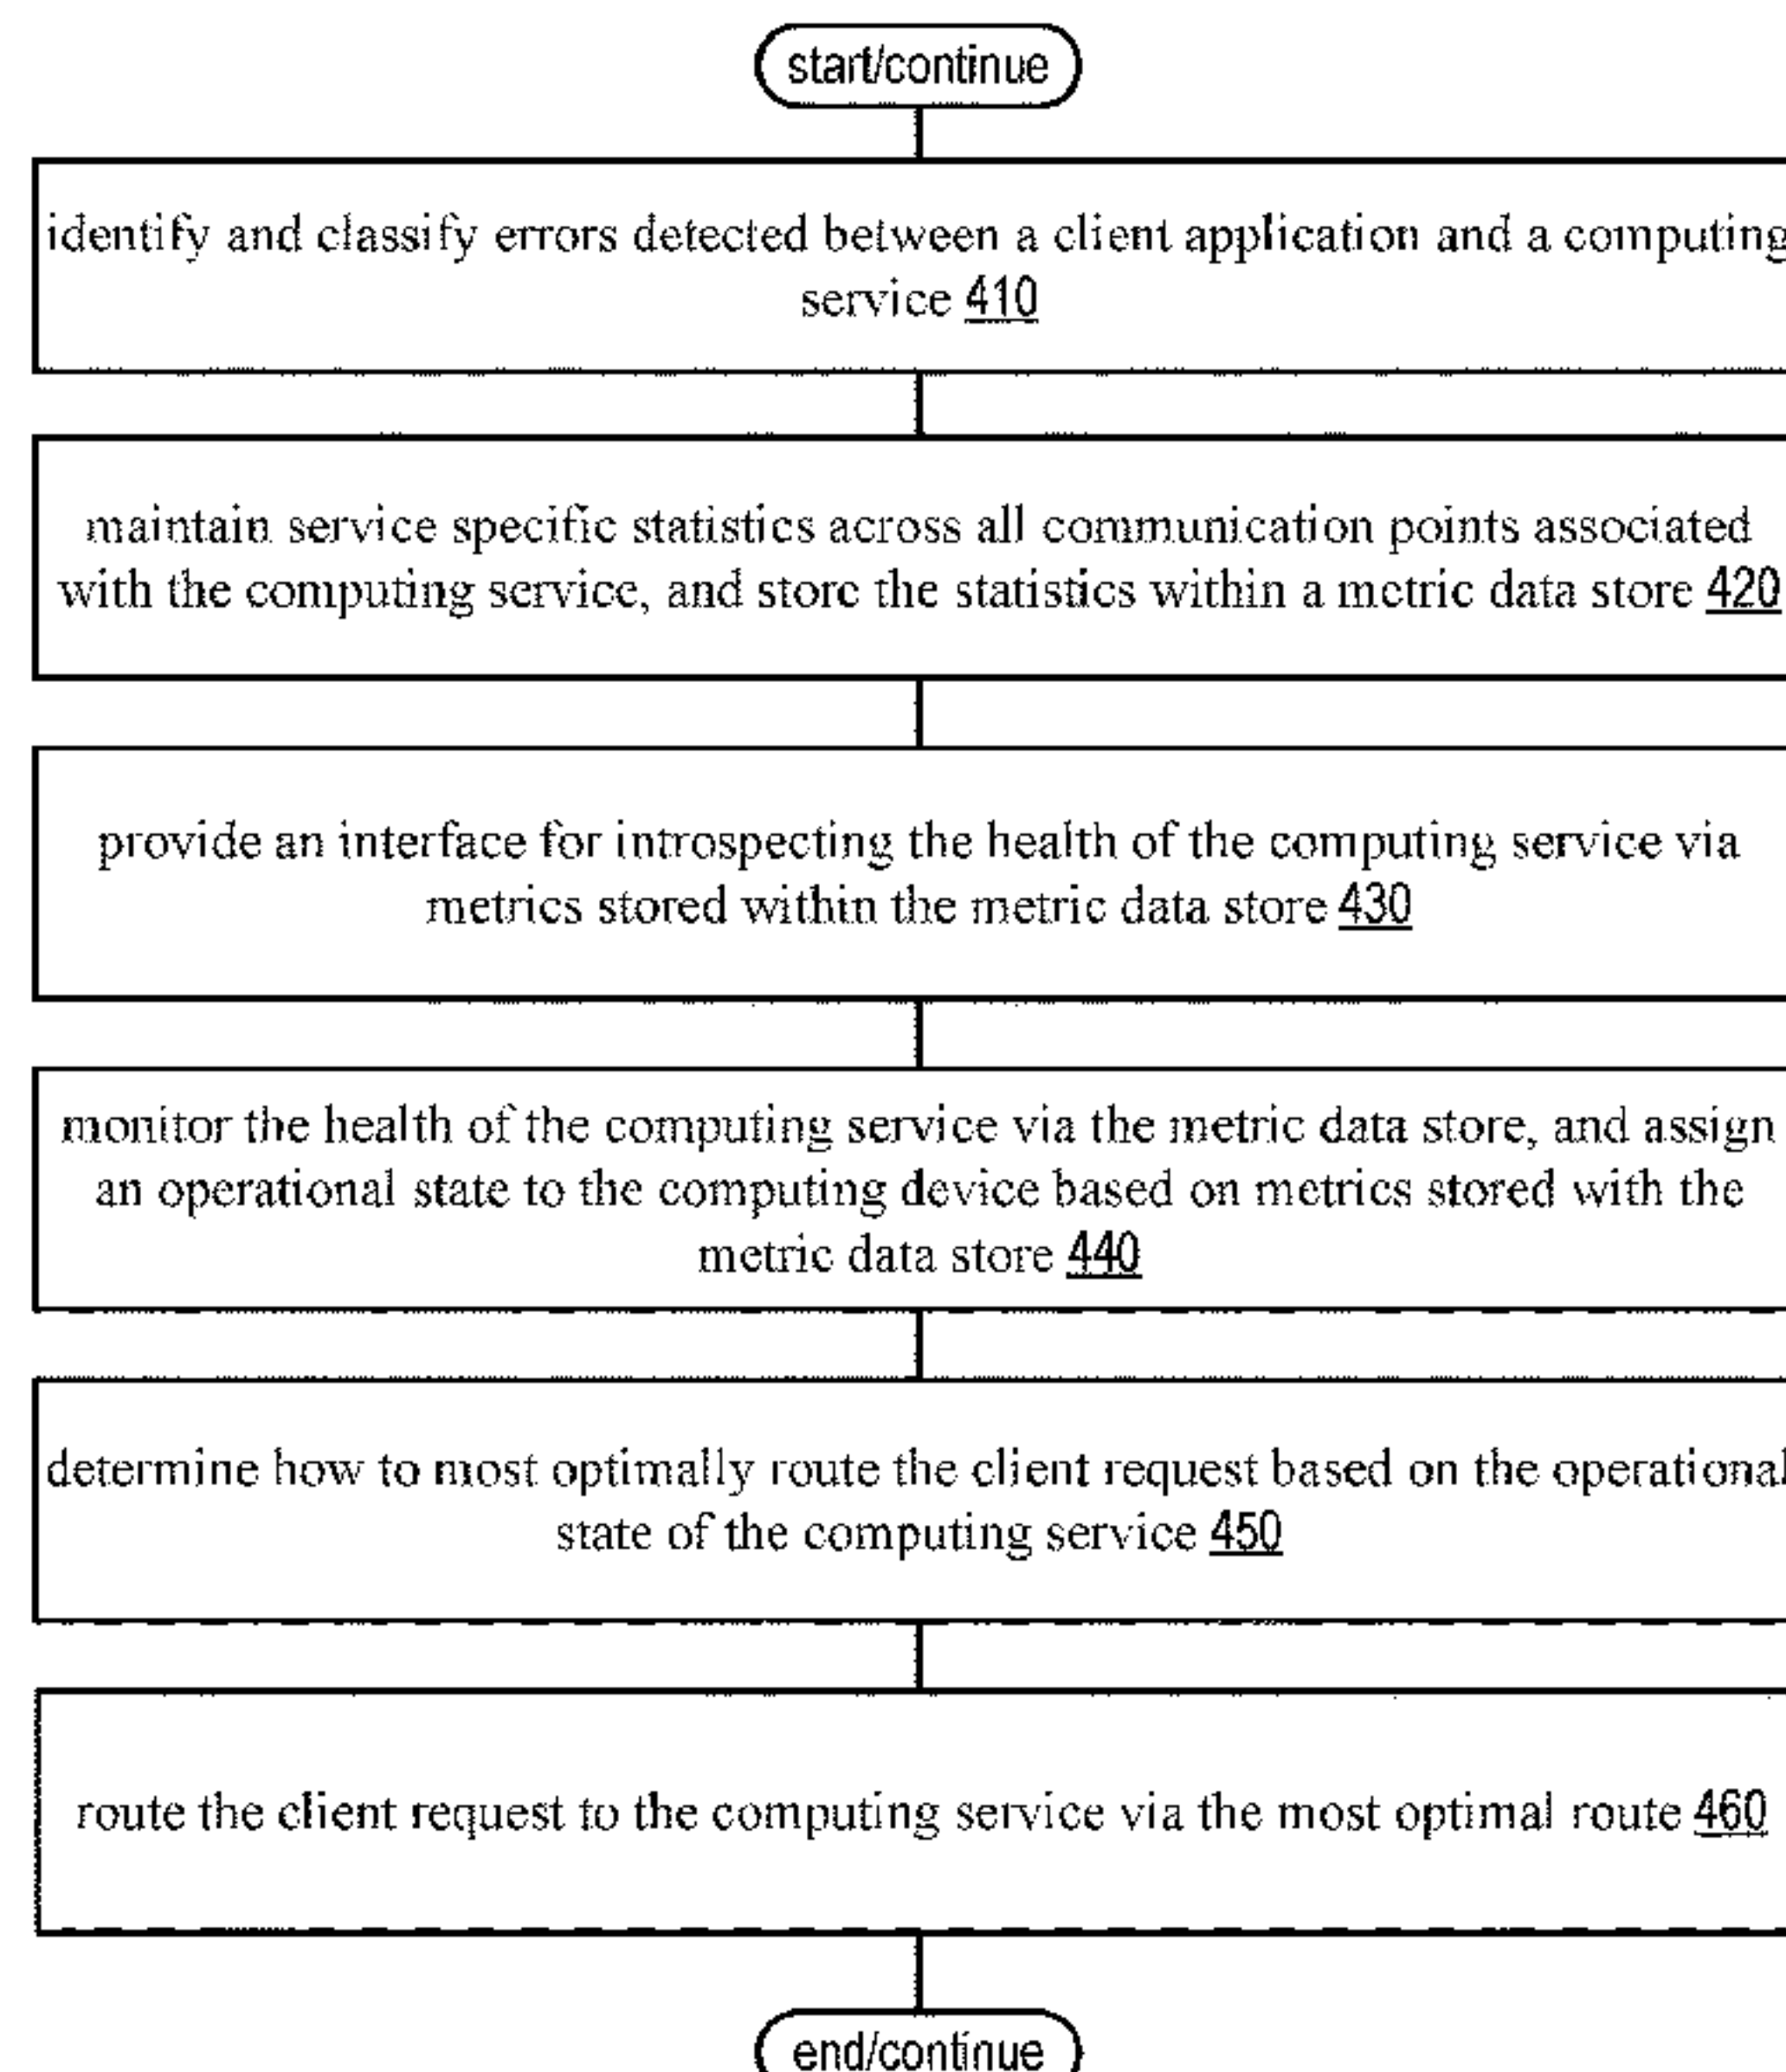 start/continue
identify and classify errors detected between a client application and a computing
service 410
maintain service specific statistics across all communication points associated
with the computing service, and store the statistics within a metric data store 420
provide an interface for introspecting the health of the computing service via
metrics stored within the metric data store 430
monitor the health of the computing service via the metric data store, and assign
an operational state to the computing device based on metrics stored with the
metric data store 440
determine how to most optimally route the client request based on the operational
state of the computing service 450
route the client request to the computing service via the most optimal route 460
end/continue